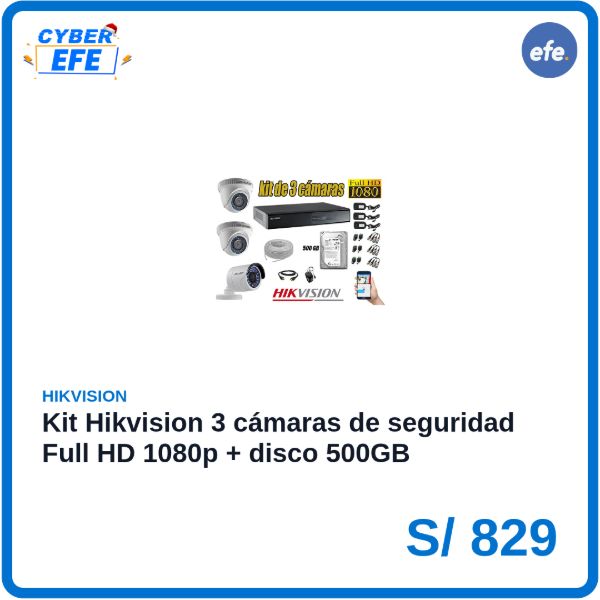 CYBER
EFE
efe.
kit de 3 cámaras
Full HD
1080
500 GB
HIKVISION
HIKVISION
Kit Hikvision 3 cámaras de seguridad
Full HD 1080p + disco 500GB
S/ 829